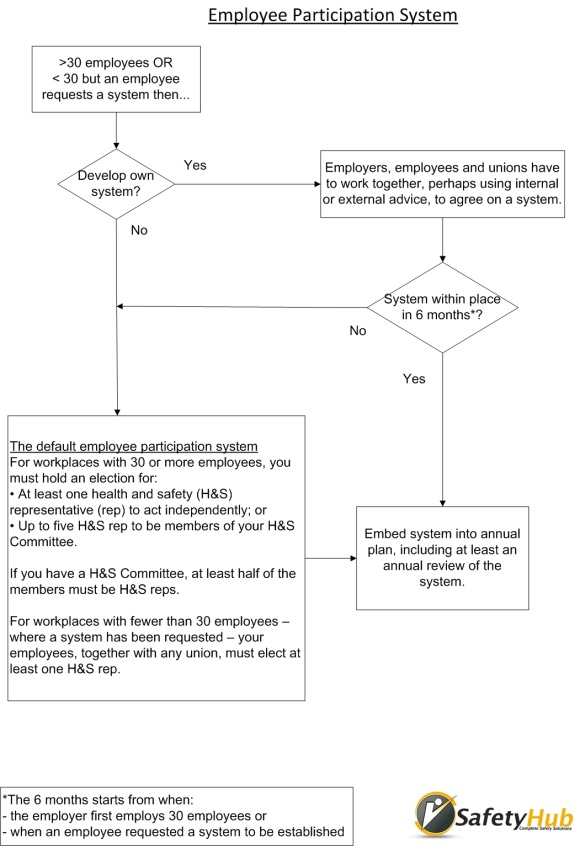 Employee Participation System
>30 employees OR
< 30 but an employee
requests a system then...
Develop own
system?
Yes
No
Employers, employees and unions have
to work together, perhaps using internal
or external advice, to agree on a system.
System within place
in 6 months*?
No
Yes
The default employee participation system
For workplaces with 30 or more employees, you
must hold an election for:
• At least one health and safety (H&S)
representative (rep) to act independently; or
• Up to five H&S rep to be members of your H&S
Committee.
If you have a H&S Committee, at least half of the
members must be H&S reps.
For workplaces with fewer than 30 employees –
where a system has been requested – your
employees, together with any union, must elect at
least one H&S rep.
Embed system into annual
plan, including at least an
annual review of the
system.
*The 6 months starts from when:
- the employer first employs 30 employees or
- when an employee requested a system to be established
SafetyHub
Complete Safety Solutions